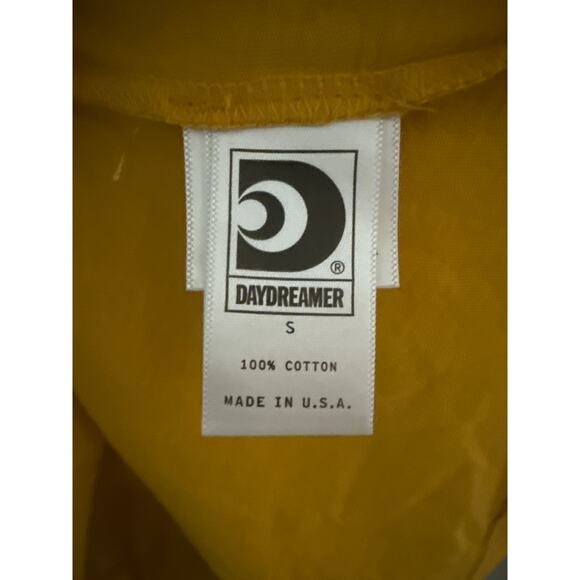 ®
DAYDREAMER
S
100% COTTON
MADE IN U.S.A.